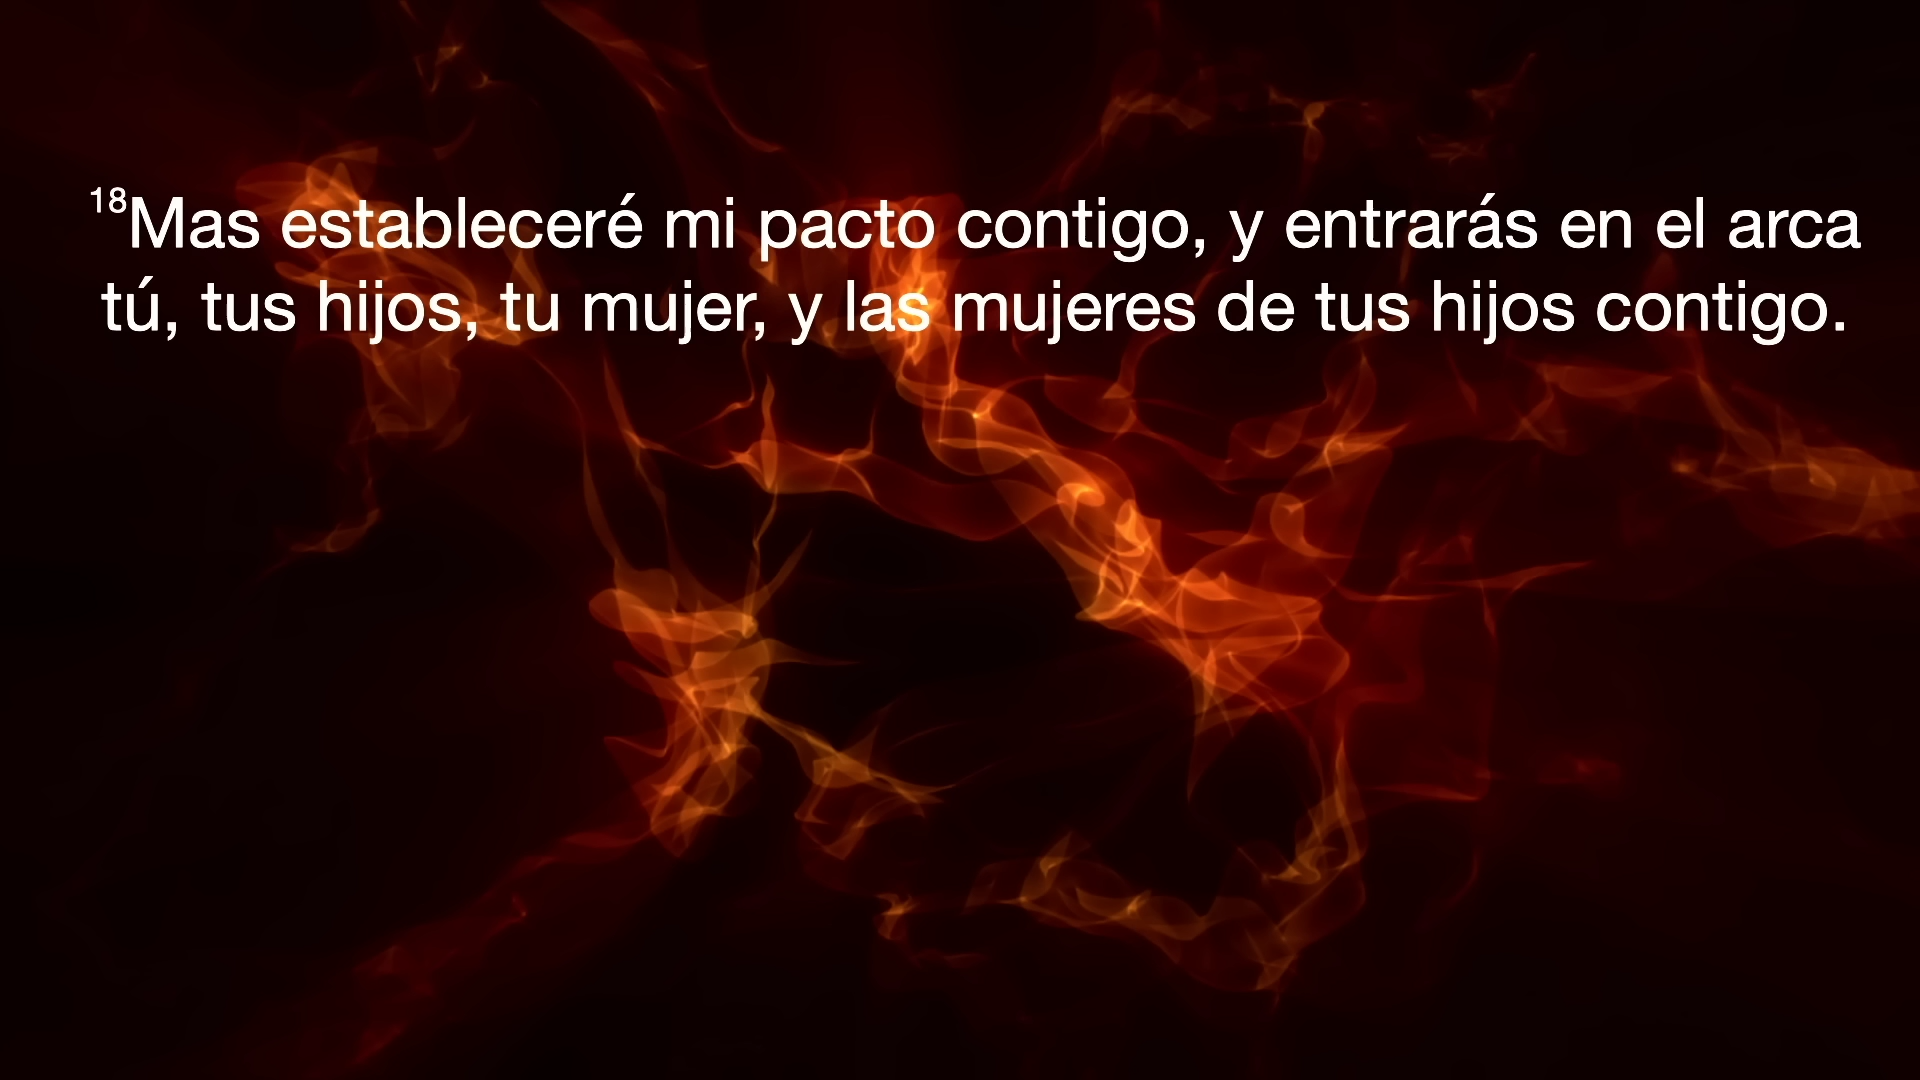 18Mas estableceré mi pacto contigo, y entrarás en el arca
tú, tus hijos, tu mujer, y las mujeres de tus hijos contigo.